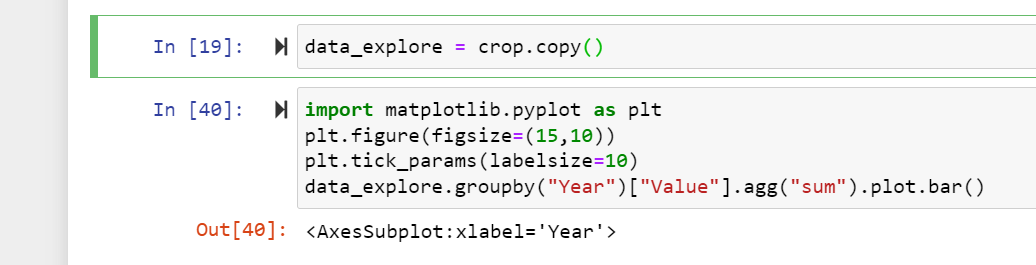 In [19]: data_explore = crop.copy()
In [40]: import matplotlib.pyplot as plt
plt.figure(figsize=(15,10))
plt.tick_params(labelsize=10)
data_explore.groupby("Year")["Value"].agg("sum").plot.bar()
Out[40]: <AxesSubplot:xlabel='Year'>